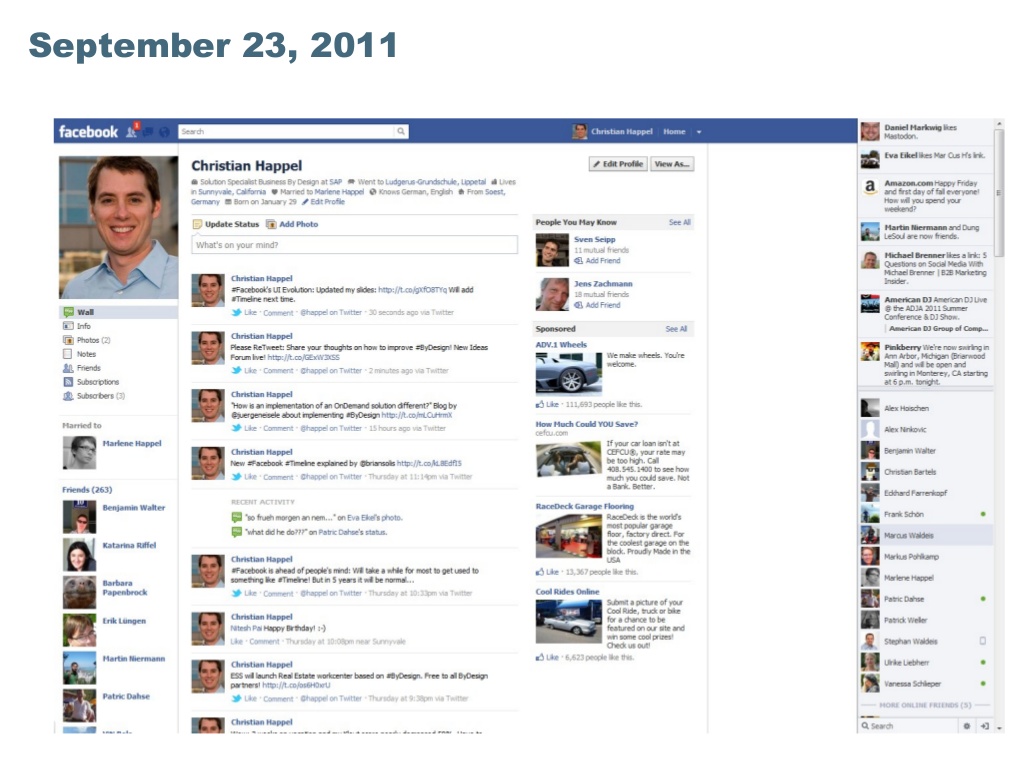 September 23, 2011
facebook
1
Search
Christian Happel
Home
Christian Happel
Edit Profile
View As...
Solution Specialist Business By Design at SAP Went to Ludgerus-Grundschule, Lippetal Lives
in Sunnyvale, California Married to Marlene Happel Knows German, English From Soest,
Germany Born on January 29 Edit Profile
Update Status Add Photo
What's on your mind?
Christian Happel
#Facebook's UI Evolution: Updated my slides: http://t.co/gXfO8TYq Will add
#Timeline next time.
Like · Comment · @happel on Twitter · 30 seconds ago via Twitter
Christian Happel
Please ReTweet: Share your thoughts on how to improve #ByDesign! New Ideas
Forum live! http://t.co/GExW3XSS
Like · Comment · @happel on Twitter · 2 minutes ago via Twitter
Christian Happel
"How is an implementation of an OnDemand solution different?" Blog by
@juergeneisele about implementing #ByDesign http://t.co/mLCuHmX
Like · Comment · @happel on Twitter · 15 hours ago via Twitter
Christian Happel
New #Facebook #Timeline explained by @briansolis http://t.co/kL8Edf1S
Like · Comment · @happel on Twitter · Thursday at 11:14pm via Twitter
RECENT ACTIVITY
"so frueh morgen an nem..." on Eva Eikel's photo.
"what did he do???" on Patric Dahse's status.
Christian Happel
#Facebook is ahead of people's mind: Will take a while for most to get used to
something like #Timeline! But in 5 years it will be normal...
Like · Comment · @happel on Twitter · Thursday at 10:33pm via Twitter
Christian Happel
Nitesh Pai Happy Birthday! :-)
Like · Comment · Thursday at 10:08pm near Sunnyvale
Christian Happel
ESS will launch Real Estate workcenter based on #ByDesign. Free to all ByDesign
partners! http://t.co/os6H0xrU
Like · Comment · @happel on Twitter · Thursday at 9:38pm via Twitter
Christian Happel
Wall
Info
Photos (2)
Notes
Friends
Subscriptions
Subscribers (3)
Married to
Marlene Happel
Friends (263)
Benjamin Walter
Katarina Riffel
Barbara
Papenbrock
Erik Lüngen
Martin Niermann
Patric Dahse
People You May Know See All
Sven Seipp
11 mutual friends
Add Friend
Jens Zachmann
18 mutual friends
Add Friend
Sponsored See All
ADV.1 Wheels
We make wheels. You're
welcome.
Like · 111,693 people like this.
How Much Could YOU Save?
cefcu.com
If your car loan isn't at
CEFCU®, your rate may
be too high. Call
408.545.1400 to see how
much you could save. Not
a Bank. Better.
RaceDeck Garage Flooring
RaceDeck is the world's
most popular garage
floor, factory direct. For
the coolest garage on the
block. Proudly Made in the
USA
Like · 13,367 people like this.
Cool Rides Online
Submit a picture of your
Cool Ride, truck or bike
for a chance to be
featured on our site and
win some cool prizes!
Check us out!
Like · 6,623 people like this.
Daniel Markwig likes
Mastodon.
Eva Eikel likes Mar Cus H's link.
Amazon.com Happy Friday
and first day of fall everyone!
How will you spend your
weekend?
Martin Niermann and Dung
LeSoul are now friends.
Michael Brenner likes a link: 5
Questions on Social Media With
Michael Brenner | B2B Marketing
Insider.
American DJ American DJ Live
@ the ADJA 2011 Summer
Conference & DJ Show.
American DJ Group of Comp...
Pinkberry We're now swirling in
Ann Arbor, Michigan (Briarwood
Mall) and will be open and
swirling in Monterey, CA starting
at 6 p.m. tonight.
Alex Hoischen
Alex Ninkovic
Benjamin Walter
Christian Bartels
Eckhard Farrenkopf
Frank Schön
Marcus Waldeis
Markus Pohlkamp
Marlene Happel
Patric Dahse
Patrick Weller
Stephan Waldeis
Ulrike Liebherr
Vanessa Schlieper
MORE ONLINE FRIENDS (5)
Search